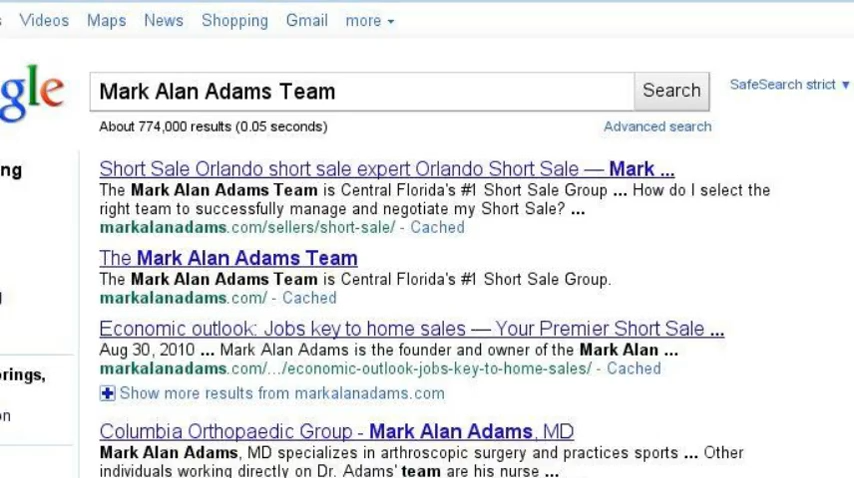 s Videos Maps News Shopping Gmail more
gle Mark Alan Adams Team Search SafeSearch strict
About 774,000 results (0.05 seconds) Advanced search
ng
Short Sale Orlando short sale expert Orlando Short Sale — Mark ...
The Mark Alan Adams Team is Central Florida's #1 Short Sale Group ... How do I select the
right team to successfully manage and negotiate my Short Sale? ...
markalanadams.com/sellers/short-sale/ - Cached
The Mark Alan Adams Team
The Mark Alan Adams Team is Central Florida's #1 Short Sale Group.
markalanadams.com/ - Cached
Economic outlook: Jobs key to home sales — Your Premier Short Sale ...
Aug 30, 2010 ... Mark Alan Adams is the founder and owner of the Mark Alan ...
markalanadams.com/.../economic-outlook-jobs-key-to-home-sales/ - Cached
rings,
Show more results from markalanadams.com
on
Columbia Orthopaedic Group - Mark Alan Adams, MD
Mark Alan Adams, MD specializes in arthroscopic surgery and practices sports ... Other
individuals working directly on Dr. Adams' team are his nurse ...